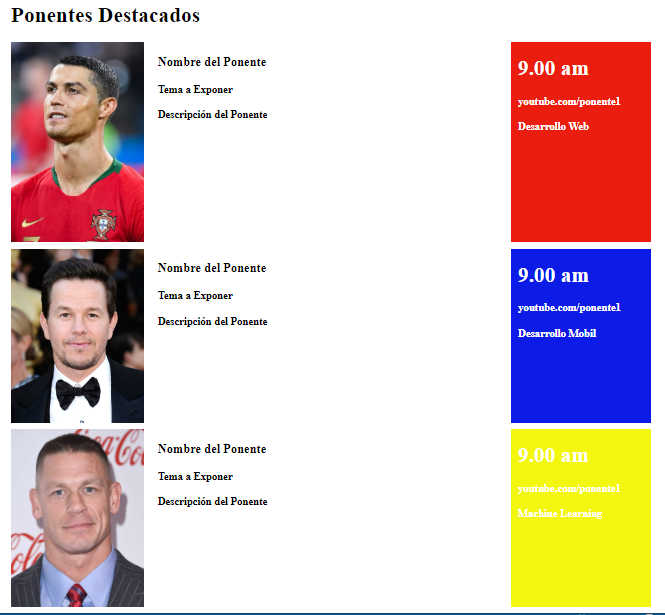 Ponentes Destacados
Nombre del Ponente
Tema a Exponer
Descripción del Ponente
9.00 am
youtube.com/ponente1
Desarrollo Web
Nombre del Ponente
Tema a Exponer
Descripción del Ponente
9.00 am
youtube.com/ponente1
Desarrollo Mobil
Coca-Co
Nombre del Ponente
Tema a Exponer
Descripción del Ponente
9.00 am
youtube.com/ponente1
Machine Learning